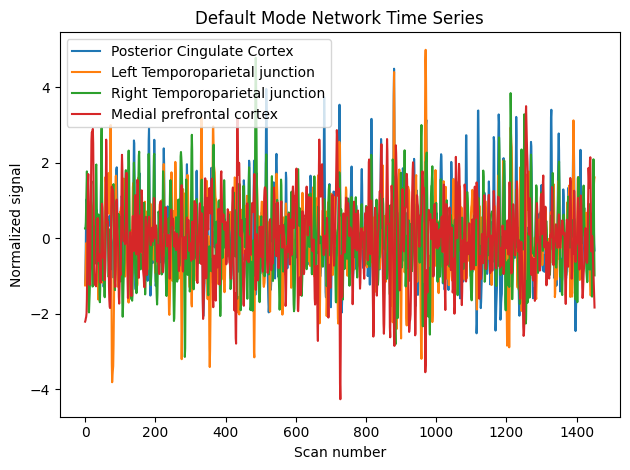 Default Mode Network Time Series
Posterior Cingulate Cortex
Left Temporoparietal junction
Right Temporoparietal junction
Medial prefrontal cortex
4
2
0
−2
−4
Normalized signal
0 200 400 600 800 1000 1200 1400
Scan number